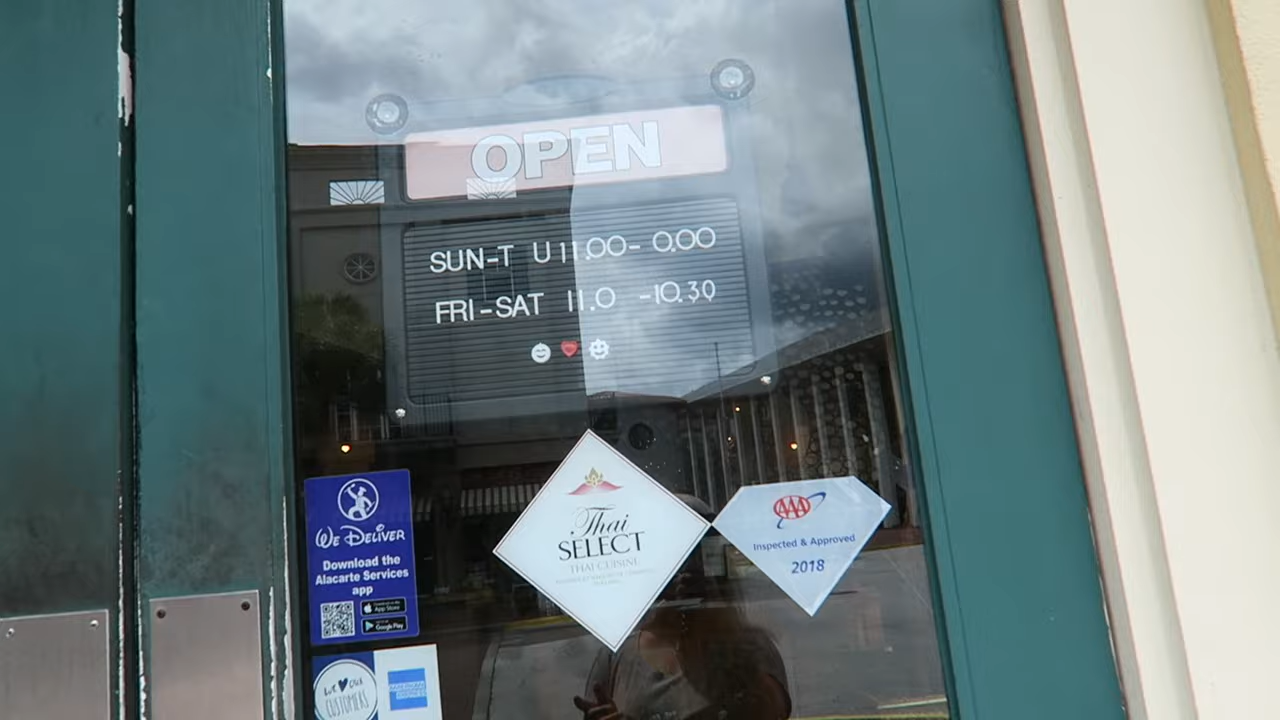 OPEN
SUN-T U 11.00- 0.00
FRI-SAT 11.0 -10.30
WE DELIVER
Download the
Alacarte Services
app
App Store
Google Play
Thai
SELECT
THAI CUISINE
AAA
Inspected & Approved
2018
WE OUR
CUSTOMERS
AMERICAN
EXPRESS